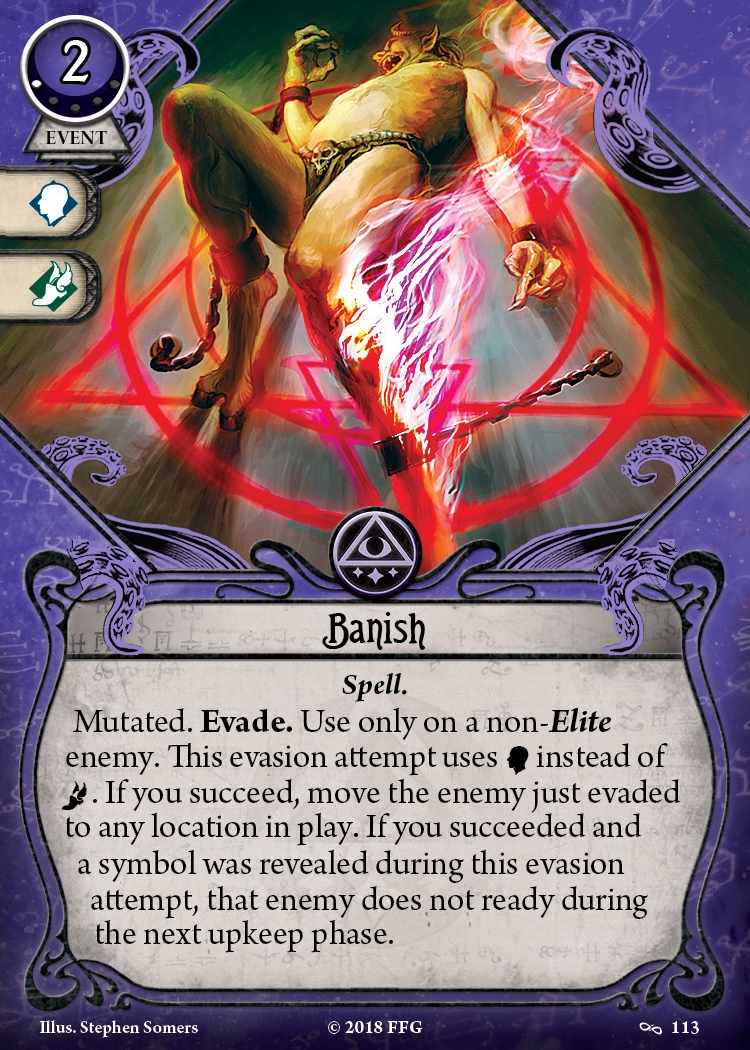 2
EVENT
Banish
Spell.
Mutated. Evade. Use only on a non-Elite
enemy. This evasion attempt uses instead of
. If you succeed, move the enemy just evaded
to any location in play. If you succeeded and
a symbol was revealed during this evasion
attempt, that enemy does not ready during
the next upkeep phase.
Illus. Stephen Somers © 2018 FFG 113